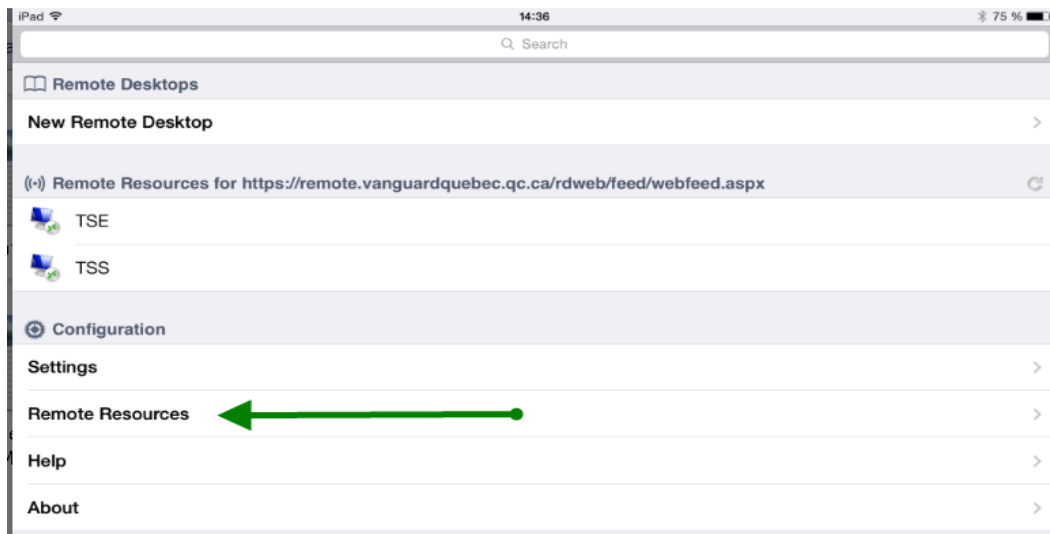 iPad 14:36 75 %
Search
Remote Desktops
New Remote Desktop
Remote Resources for https://remote.vanguardquebec.qc.ca/rdweb/feed/webfeed.aspx
TSE
TSS
Configuration
Settings
Remote Resources
Help
About